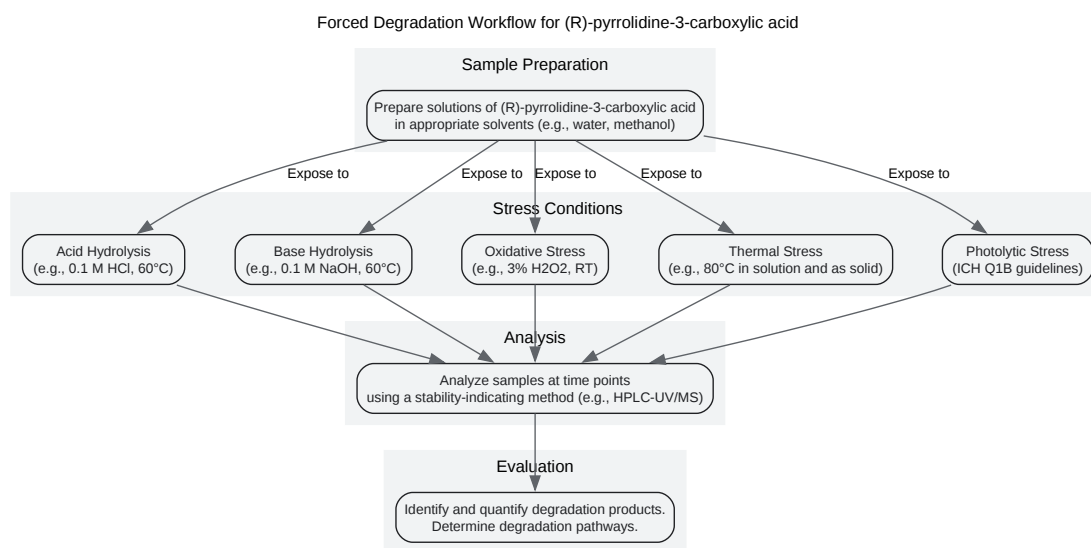 Forced Degradation Workflow for (R)-pyrrolidine-3-carboxylic acid
Sample Preparation
Prepare solutions of (R)-pyrrolidine-3-carboxylic acid
in appropriate solvents (e.g., water, methanol)
Expose to
Expose to
Expose to
Expose to
Expose to
Stress Conditions
Acid Hydrolysis
(e.g., 0.1 M HCl, 60°C)
Base Hydrolysis
(e.g., 0.1 M NaOH, 60°C)
Oxidative Stress
(e.g., 3% H2O2, RT)
Thermal Stress
(e.g., 80°C in solution and as solid)
Photolytic Stress
(ICH Q1B guidelines)
Analysis
Analyze samples at time points
using a stability-indicating method (e.g., HPLC-UV/MS)
Evaluation
Identify and quantify degradation products.
Determine degradation pathways.